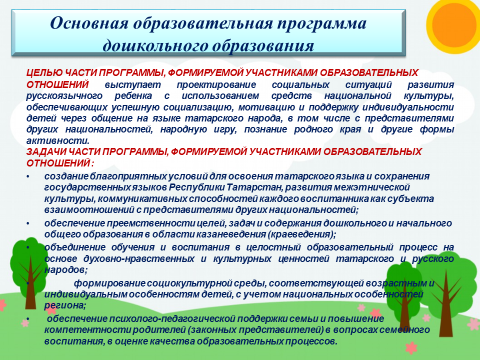 Основная образовательная программа
дошкольного образования
ЦЕЛЬЮ ЧАСТИ ПРОГРАММЫ, ФОРМИРУЕМОЙ УЧАСТНИКАМИ ОБРАЗОВАТЕЛЬНЫХ
ОТНОШЕНИЙ выступает проектирование социальных ситуаций развития
русскоязычного ребенка с использованием средств национальной культуры,
обеспечивающих успешную социализацию, мотивацию и поддержку индивидуальности
детей через общение на языке татарского народа, в том числе с представителями
других национальностей, народную игру, познание родного края и другие формы
активности.
ЗАДАЧИ ЧАСТИ ПРОГРАММЫ, ФОРМИРУЕМОЙ УЧАСТНИКАМИ ОБРАЗОВАТЕЛЬНЫХ
ОТНОШЕНИЙ :
• создание благоприятных условий для освоения татарского языка и сохранения
государственных языков Республики Татарстан, развития межэтнической
культуры, коммуникативных способностей каждого воспитанника как субъекта
взаимоотношений с представителями других национальностей;
• обеспечение преемственности целей, задач и содержания дошкольного и начального
общего образования в области казаневедения (краеведения);
• объединение обучения и воспитания в целостный образовательный процесс на
основе духовно-нравственных и культурных ценностей татарского и русского
народов;
формирование социокультурной среды, соответствующей возрастным и
индивидуальным особенностям детей, с учетом национальных особенностей
региона;
• обеспечение психолого-педагогической поддержки семьи и повышение
компетентности родителей (законных представителей) в вопросах семейного
воспитания, в оценке качества образовательных процессов.